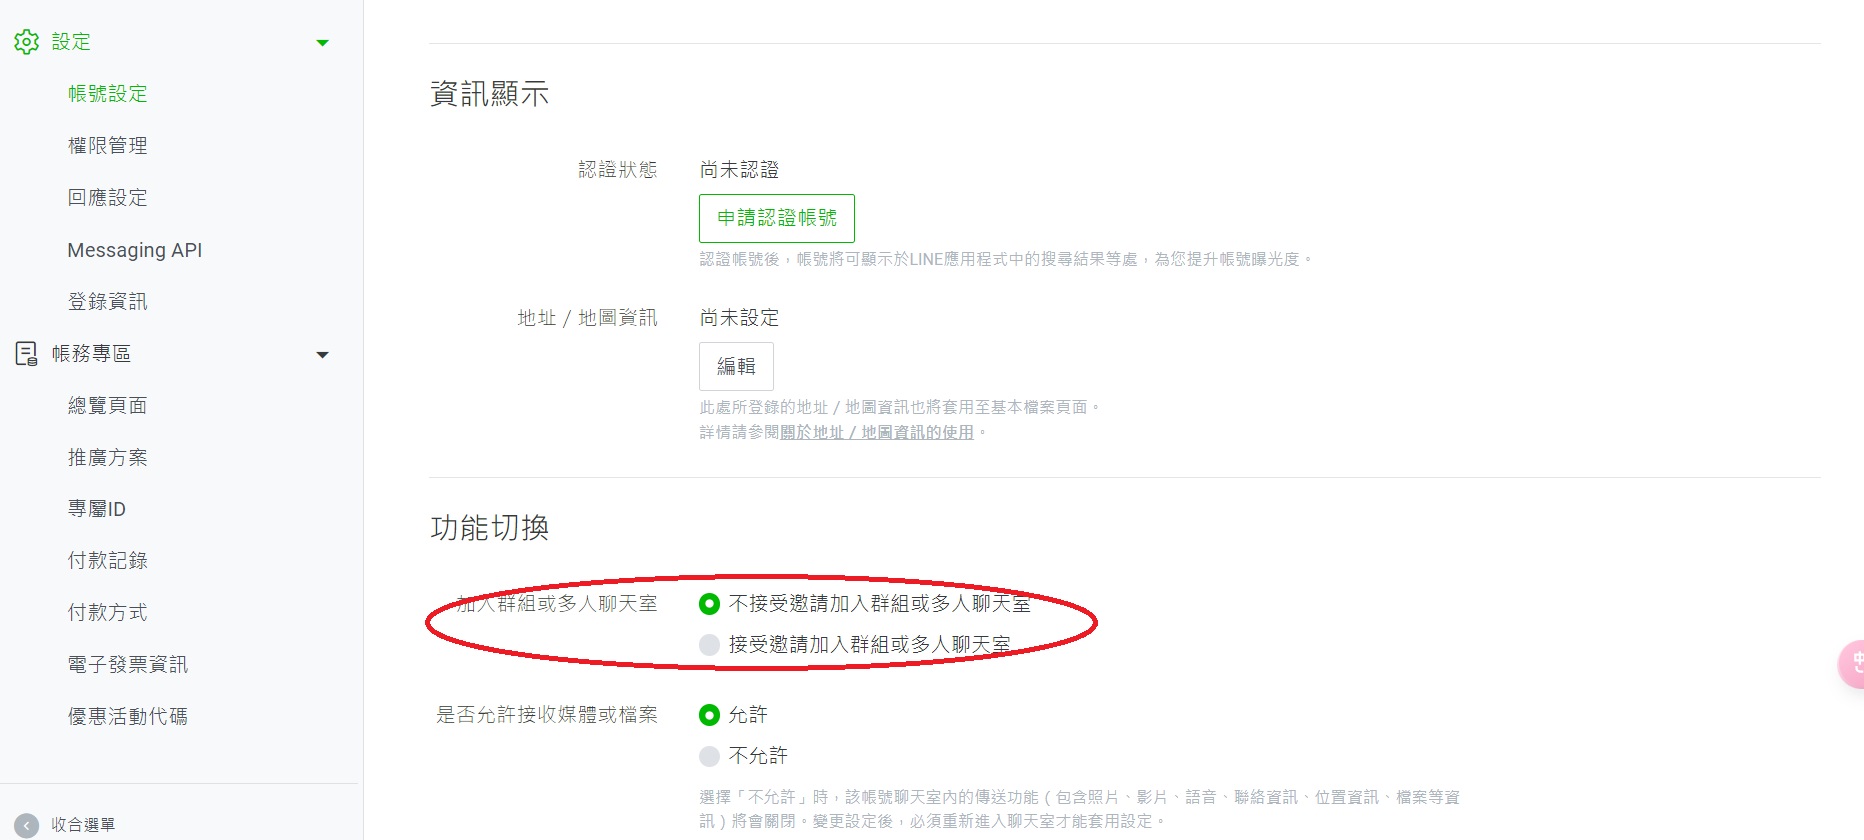 設定
帳號設定
權限管理
回應設定
Messaging API
登錄資訊
帳務專區
總覽頁面
推廣方案
專屬ID
付款記錄
付款方式
電子發票資訊
優惠活動代碼
收合選單
資訊顯示
認證狀態
尚未認證
申請認證帳號
認證帳號後，帳號將可顯示於LINE應用程式中的搜尋結果等處，為您提升帳號曝光度。
地址 / 地圖資訊
尚未設定
編輯
此處所登錄的地址 / 地圖資訊也將套用至基本檔案頁面。
詳情請參閱關於地址 / 地圖資訊的使用。
功能切換
加入群組或多人聊天室
不接受邀請加入群組或多人聊天室
接受邀請加入群組或多人聊天室
是否允許接收媒體或檔案
允許
不允許
選擇「不允許」時，該帳號聊天室內的傳送功能（包含照片、影片、語音、聯絡資訊、位置資訊、檔案等資
訊）將會關閉。變更設定後，必須重新進入聊天室才能套用設定。